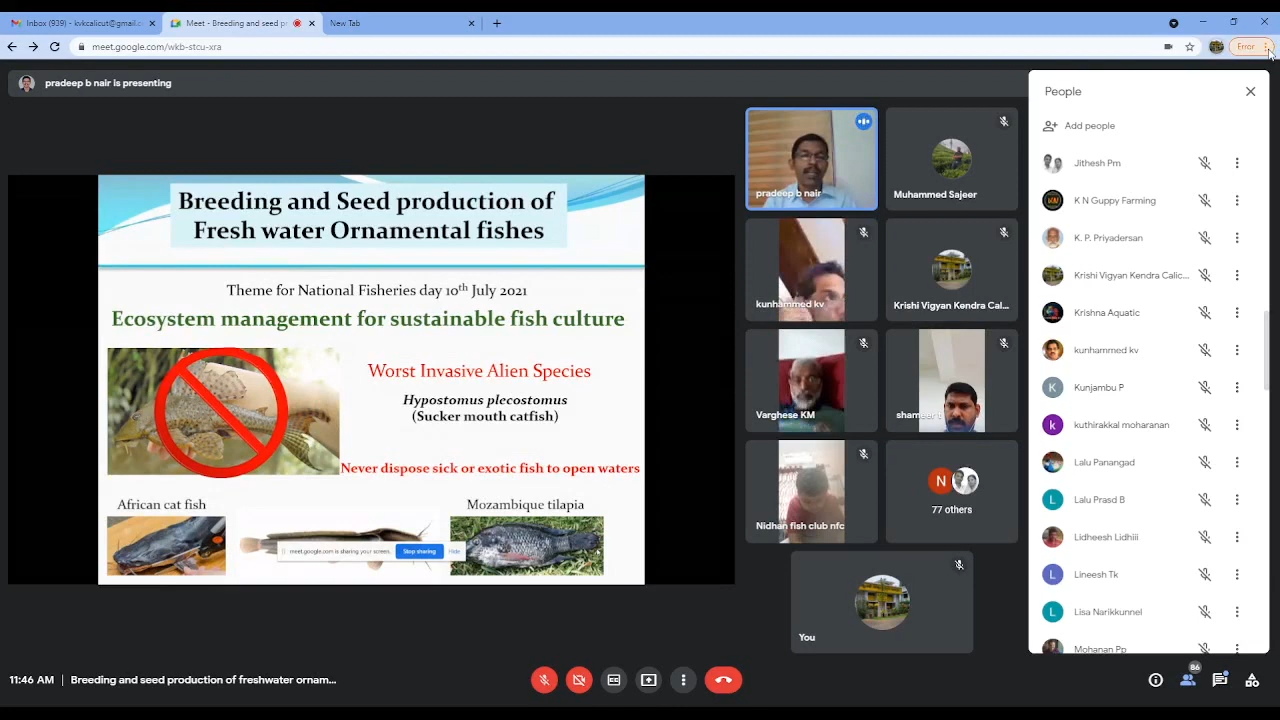 Inbox (939) - kvkcalicut@gmail.c
Meet - Breeding and seed pr
New Tab
meet.google.com/wkb-stcu-xra
Error
pradeep b nair is presenting
Breeding and Seed production of
Fresh water Ornamental fishes
Theme for National Fisheries day 10th July 2021
Ecosystem management for sustainable fish culture
Worst Invasive Alien Species
Hypostomus plecostomus
(Sucker mouth catfish)
Never dispose sick or exotic fish to open waters
African cat fish
Mozambique tilapia
meet.google.com is sharing your screen.
Stop sharing
Hide
pradeep b nair
Muhammed Sajeer
kunhammed kv
Krishi Vigyan Kendra Cal...
Varghese KM
shameer t
Nidhan fish club nfc
N
77 others
You
People
Add people
Jithesh Pm
KN
K N Guppy Farming
K. P. Priyadersan
Krishi Vigyan Kendra Calic...
Krishna Aquatic
kunhammed kv
K
Kunjambu P
k
kuthirakkal moharanan
Lalu Panangad
L
Lalu Prasd B
Lidheesh Lidhiii
L
Lineesh Tk
L
Lisa Narikkunnel
Mohanan Pp
11:46 AM | Breeding and seed production of freshwater ornam...
86